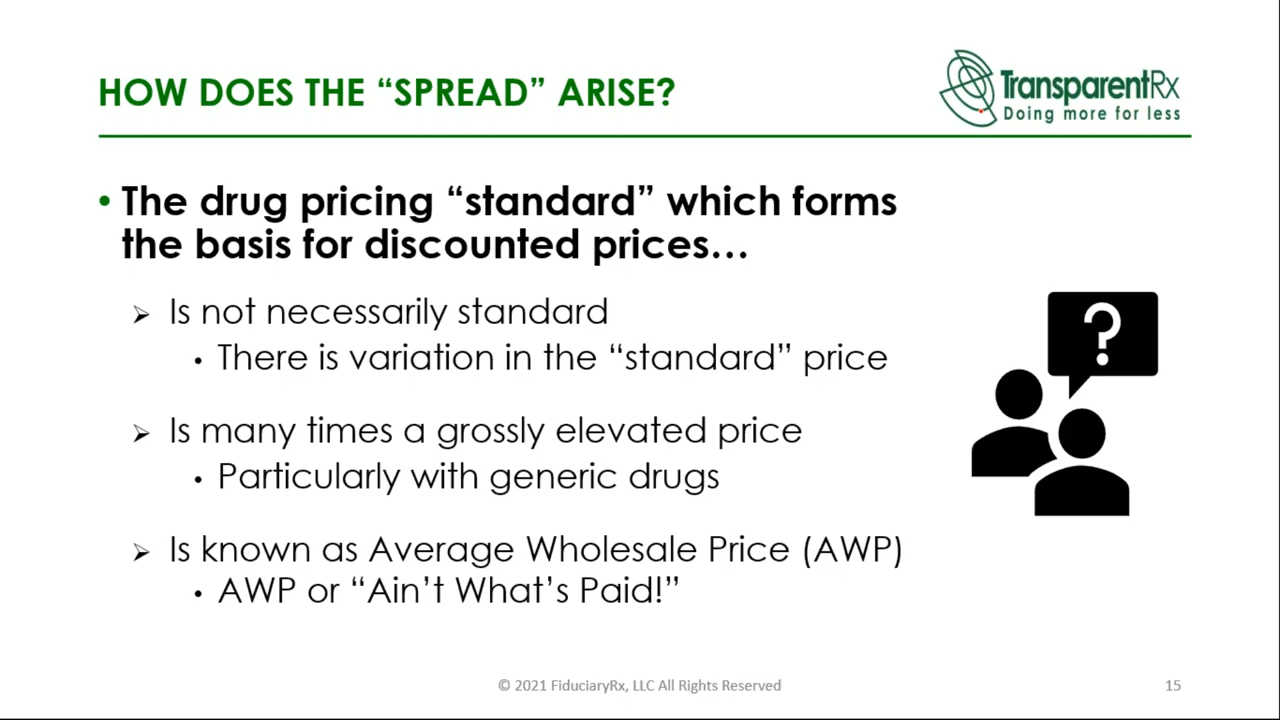 HOW DOES THE “SPREAD” ARISE?
TransparentRx
Doing more for less
• The drug pricing “standard” which forms
the basis for discounted prices…
➢ Is not necessarily standard
• There is variation in the “standard” price
➢ Is many times a grossly elevated price
• Particularly with generic drugs
➢ Is known as Average Wholesale Price (AWP)
• AWP or “Ain’t What’s Paid!”
?
© 2021 FiduciaryRx, LLC All Rights Reserved
15